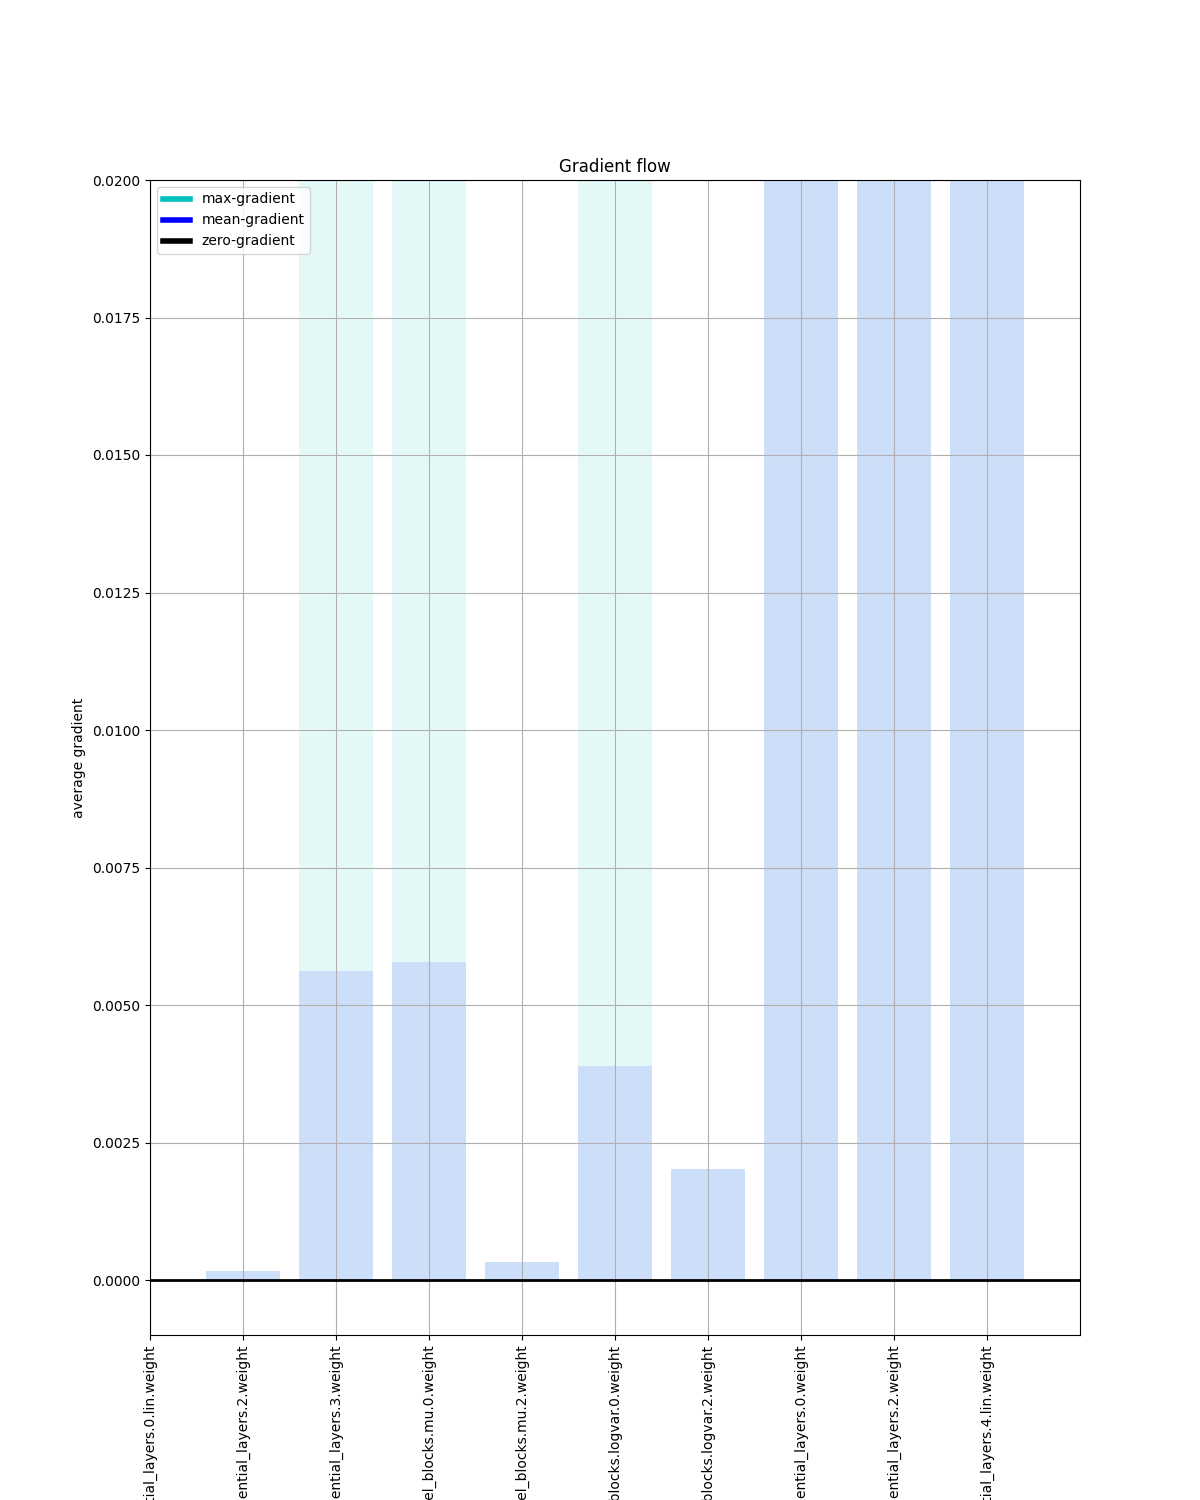 Gradient flow
max-gradient
mean-gradient
zero-gradient
0.0200
0.0175
0.0150
0.0125
0.0100
0.0075
0.0050
0.0025
0.0000
average gradient
tial_layers.0.lin.weight
ential_layers.2.weight
ential_layers.3.weight
el_blocks.mu.0.weight
el_blocks.mu.2.weight
blocks.logvar.0.weight
blocks.logvar.2.weight
ential_layers.0.weight
ential_layers.2.weight
tial_layers.4.lin.weight